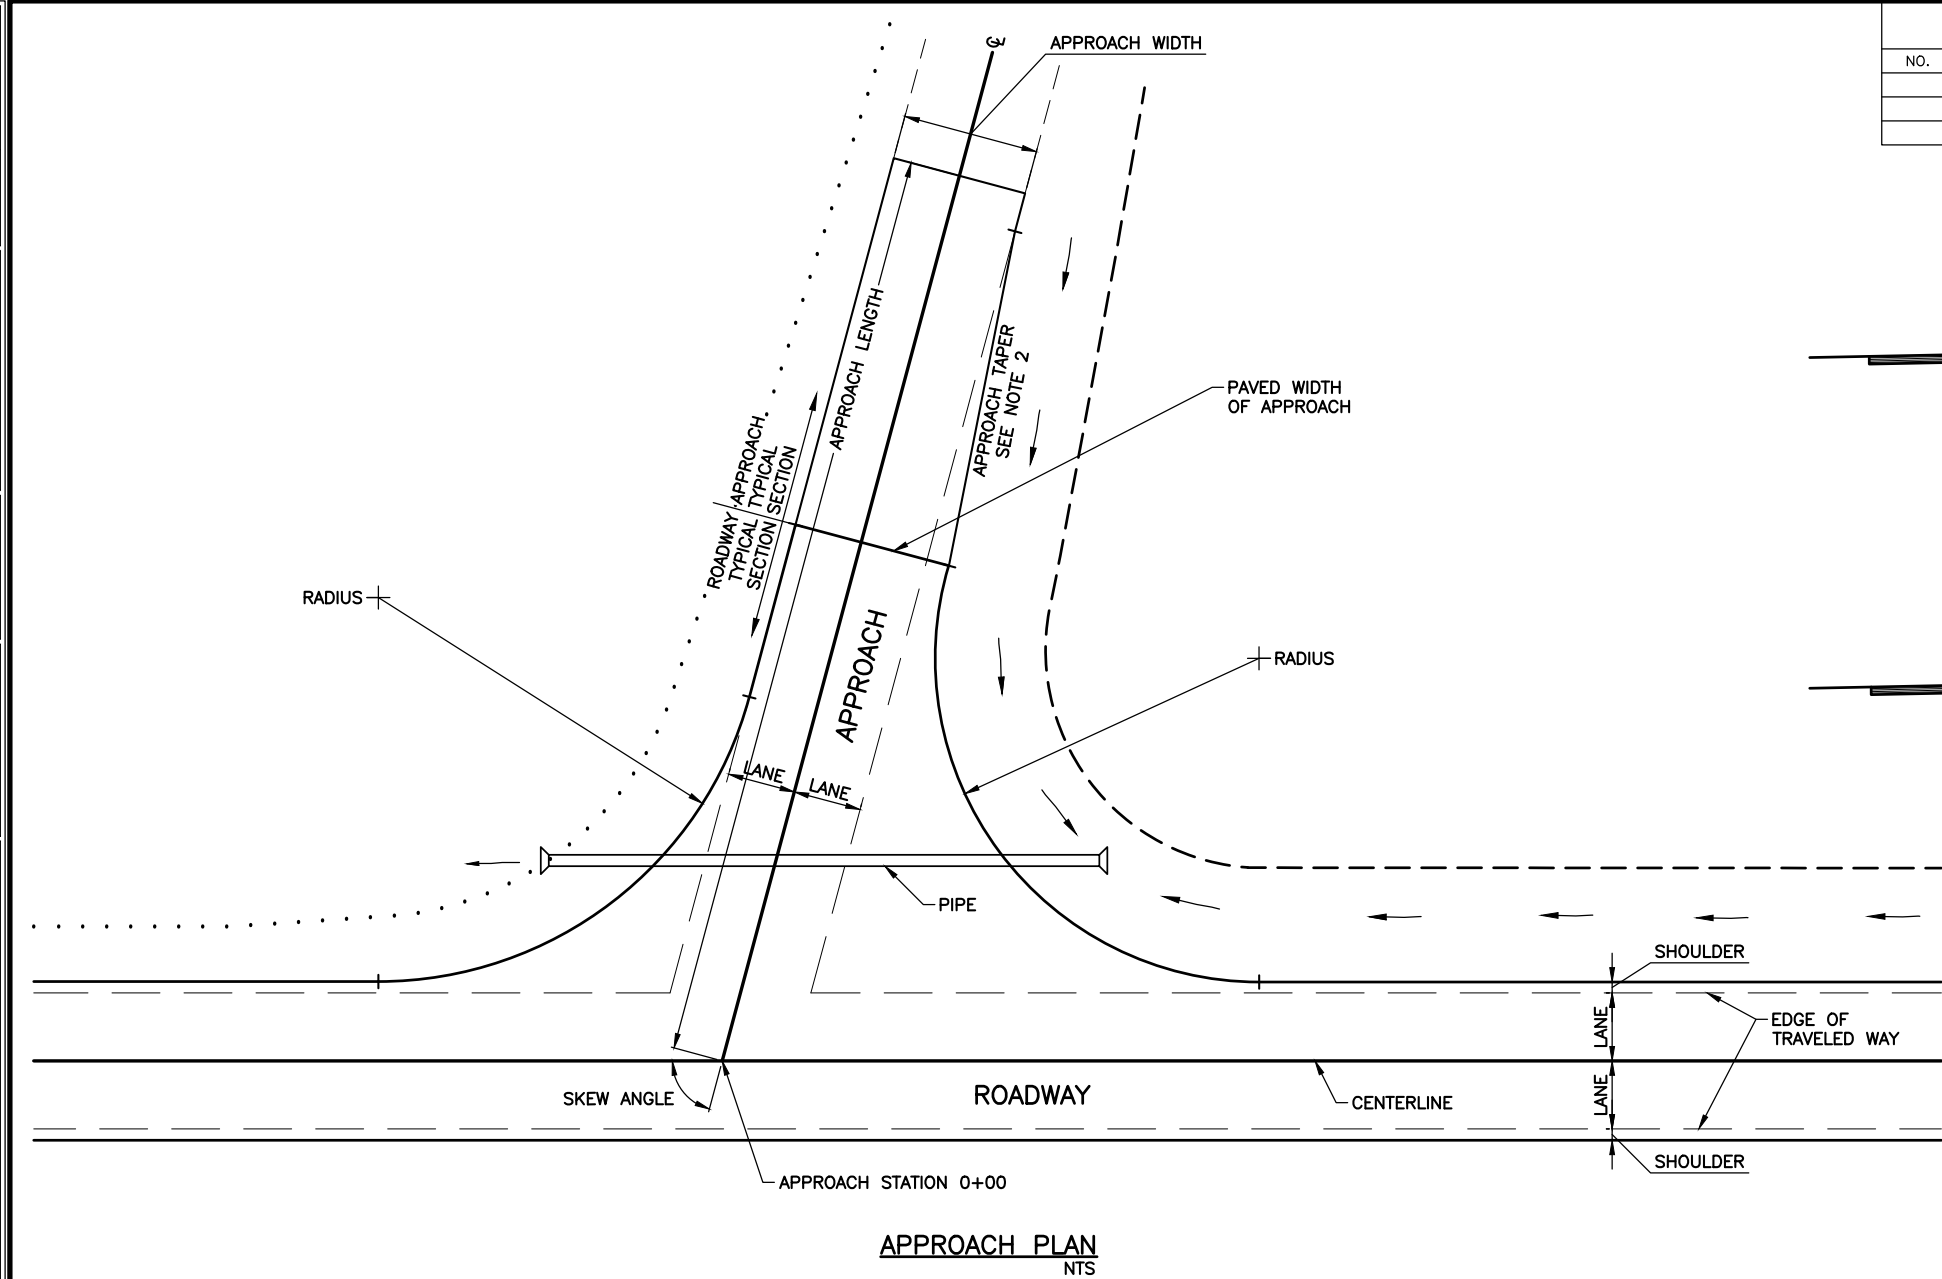 ℄
APPROACH WIDTH
NO.
APPROACH LENGTH
APPROACH TAPER
SEE NOTE 2
PAVED WIDTH
OF APPROACH
APPROACH
TYPICAL
SECTION
ROADWAY
TYPICAL
SECTION
RADIUS
APPROACH
RADIUS
LANE
LANE
PIPE
SHOULDER
LANE
EDGE OF
TRAVELED WAY
SKEW ANGLE
ROADWAY
LANE
CENTERLINE
SHOULDER
APPROACH STATION 0+00
APPROACH PLAN
NTS